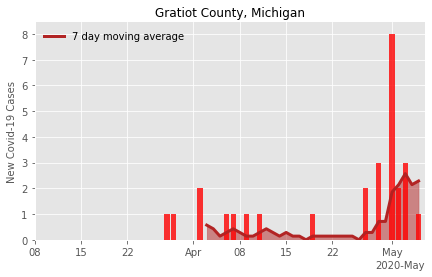 Gratiot County, Michigan
7 day moving average
New Covid-19 Cases
8
7
6
5
4
3
2
1
0
08 15 22 Apr 08 15 22 May
2020-May